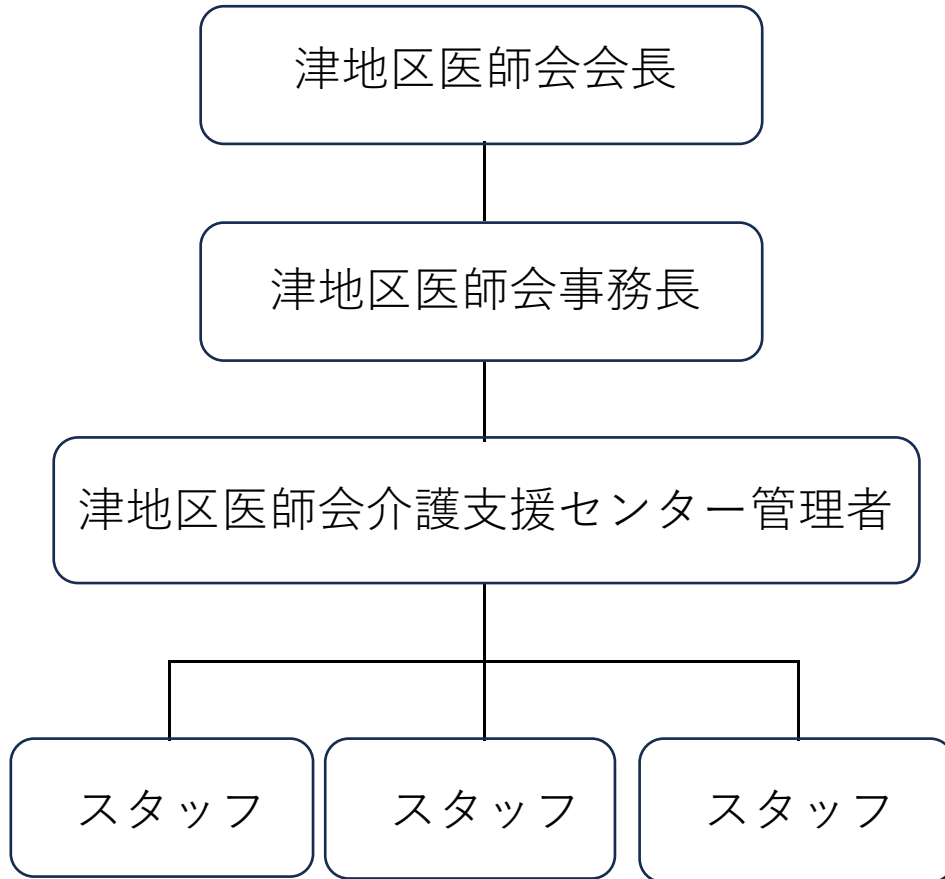 津地区医師会会長
津地区医師会事務長
津地区医師会介護支援センター管理者
スタッフ
スタッフ
スタッフ